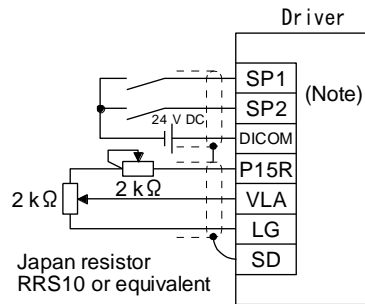 Driver
SP1
(Note)
SP2
24 V DC
DICOM
P15R
2 kΩ
2 kΩ
VLA
LG
SD
Japan resistor
RRS10 or equivalent